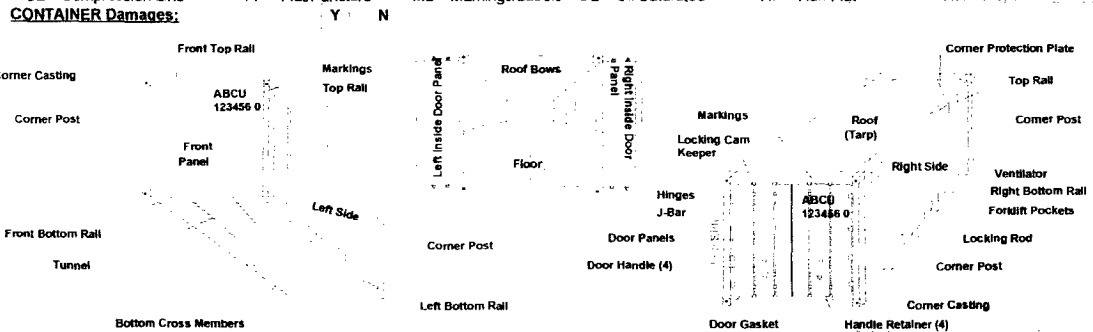 CONTAINER Damages: Y N
Front Top Rail
Corner Casting
Corner Post
Front
Panel
ABCU
123456 0
Markings
Top Rail
Left Side
Front Bottom Rail
Tunnel
Bottom Cross Members
Left Inside Door Panel
Roof Bows
Floor
Right Inside Door
Panel
Corner Post
Left Bottom Rail
Markings
Locking Cam
Keeper
Hinges
J-Bar
Door Panels
Door Handle (4)
ABCU
123456 0
Roof
(Tarp)
Right Side
Corner Protection Plate
Top Rail
Corner Post
Ventilator
Right Bottom Rail
Forklift Pockets
Locking Rod
Corner Post
Corner Casting
Door Gasket
Handle Retainer (4)